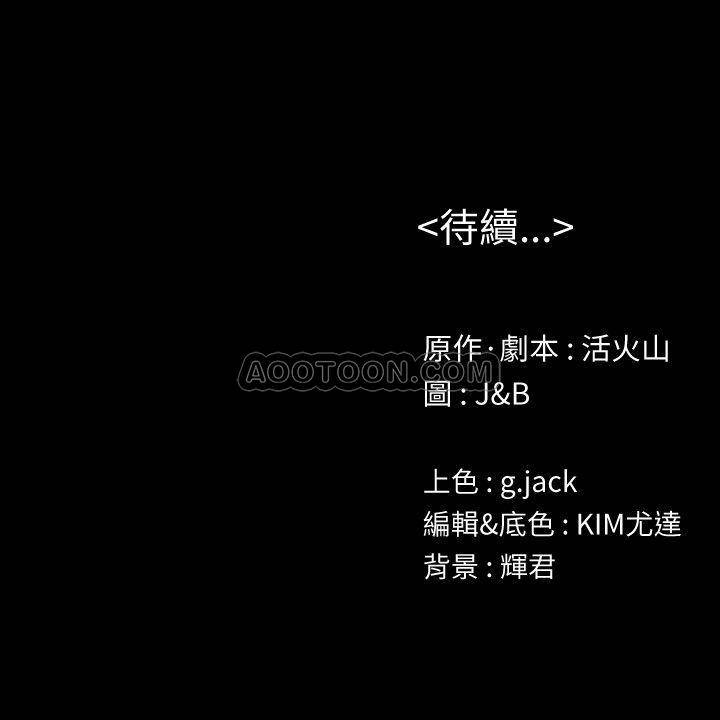 <待續...>
原作·劇本 : 活火山
AOOTOON.COM
圖 : J&B
上色 : g.jack
編輯&底色 : KIM尤達
背景 : 輝君